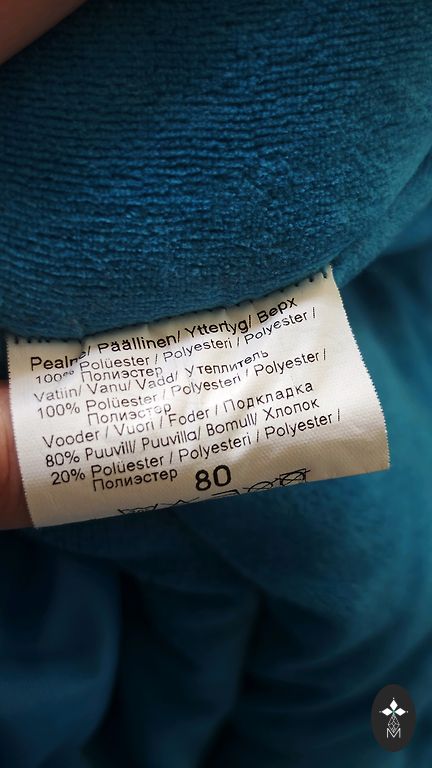 Pealne/ Päällinen/ Yttertyg/ Верх
100% Polüester / Polyesteri / Polyester /
Полиэстер
Vatiin/ Vanu/ Vadd/ Утеплитель
100% Polüester / Polyesteri / Polyester /
Полиэстер
Vooder / Vuori / Foder / Подкладка
80% Puuvill/ Puuvilla/ Bomull/ Хлопок
20% Polüester / Polyesteri / Polyester /
Полиэстер
80
M